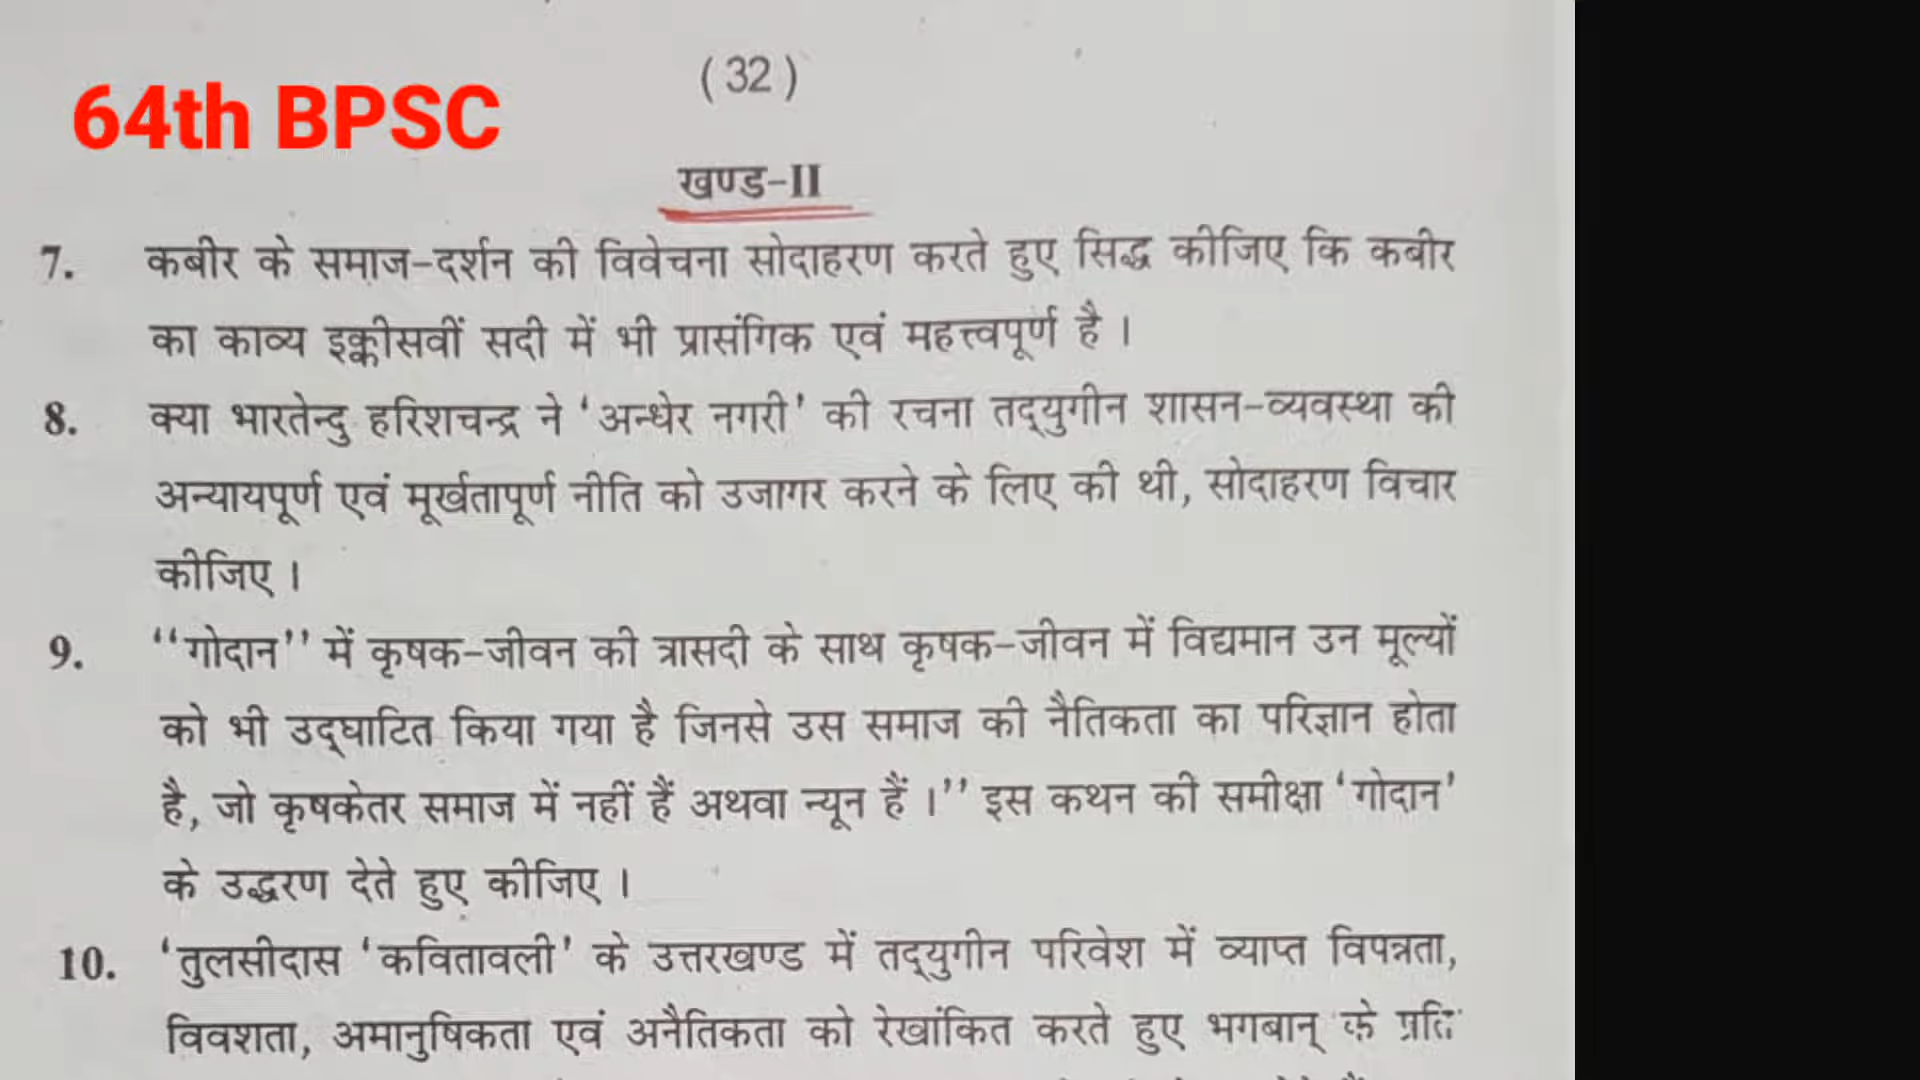 (32)
64th BPSC
खण्ड-II
7. कबीर के समाज-दर्शन की विवेचना सोदाहरण करते हुए सिद्ध कीजिए कि कबीर
का काव्य इक्कीसवीं सदी में भी प्रासंगिक एवं महत्त्वपूर्ण है ।
8. क्या भारतेन्दु हरिशचन्द्र ने ‘अन्धेर नगरी’ की रचना तद्‌युगीन शासन-व्यवस्था की
अन्यायपूर्ण एवं मूर्खतापूर्ण नीति को उजागर करने के लिए की थी, सोदाहरण विचार
कीजिए ।
9. ‘‘गोदान’’ में कृषक-जीवन की त्रासदी के साथ कृषक-जीवन में विद्यमान उन मूल्यों
को भी उद्‌घाटित किया गया है जिनसे उस समाज की नैतिकता का परिज्ञान होता
है, जो कृषकेतर समाज में नहीं हैं अथवा न्यून हैं ।’’ इस कथन की समीक्षा ‘गोदान’
के उद्धरण देते हुए कीजिए ।
10. ‘तुलसीदास ‘कवितावली’ के उत्तरखण्ड में तद्‌युगीन परिवेश में व्याप्त विपन्नता,
विवशता, अमानुषिकता एवं अनैतिकता को रेखांकित करते हुए भगबान् के प्रति